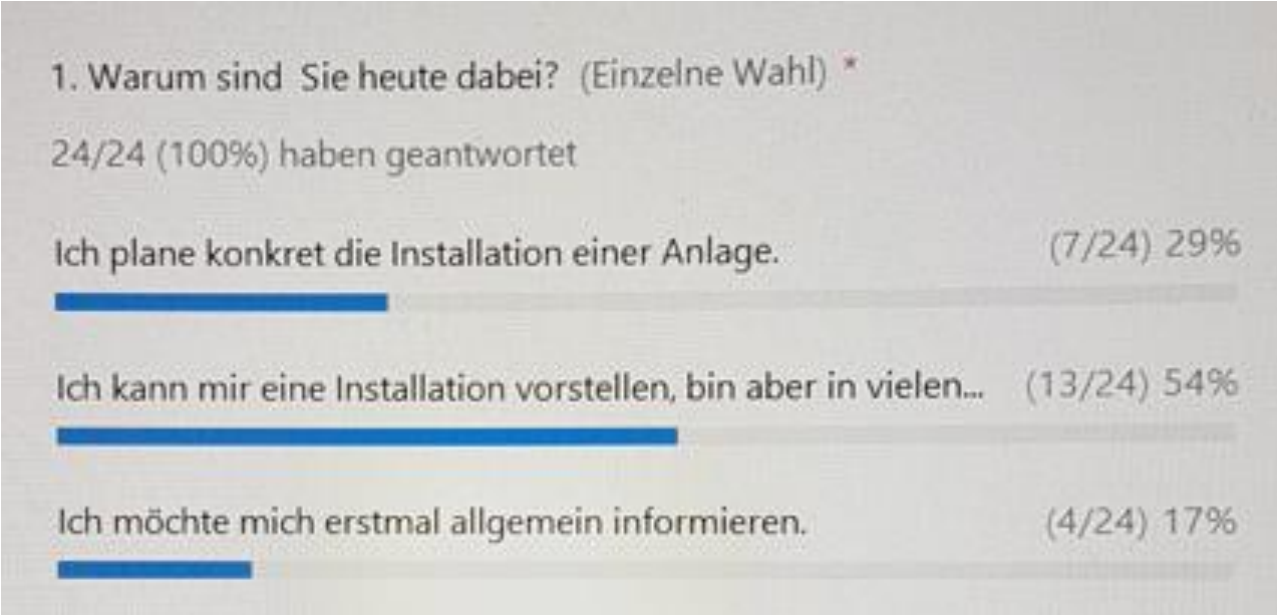 1. Warum sind Sie heute dabei? (Einzelne Wahl) *
24/24 (100%) haben geantwortet
Ich plane konkret die Installation einer Anlage. (7/24) 29%
Ich kann mir eine Installation vorstellen, bin aber in vielen... (13/24) 54%
Ich möchte mich erstmal allgemein informieren. (4/24) 17%